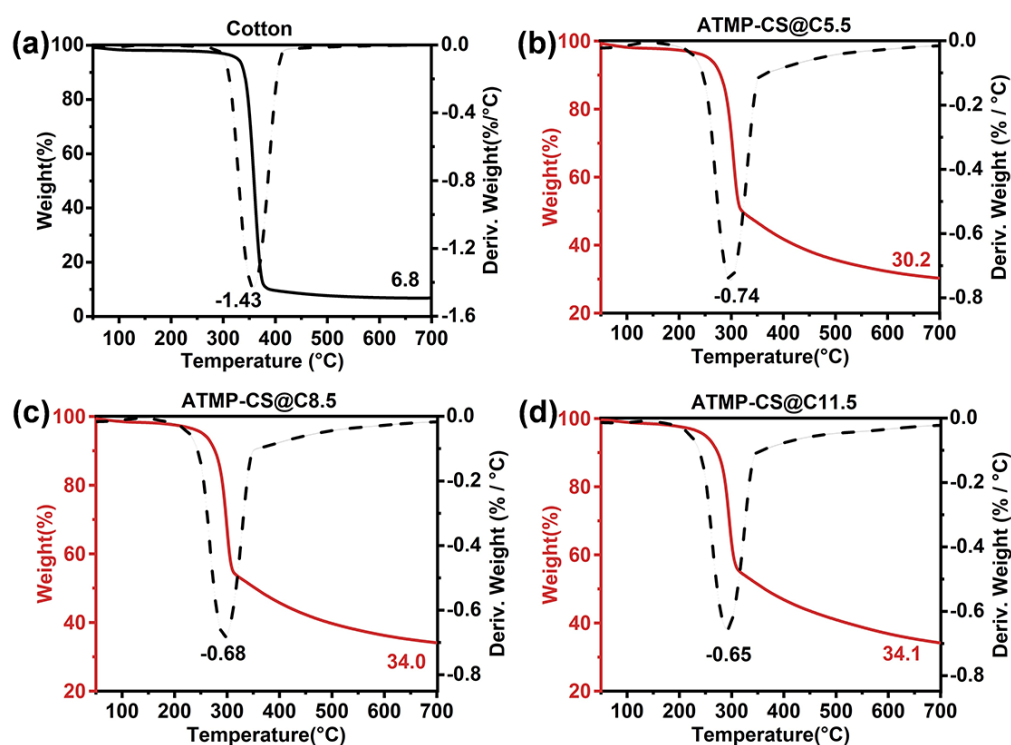 (a)
Cotton
Weight(%)
100
80
60
40
20
0
0.0
-0.4
-0.8
-1.2
-1.6
Deriv. Weight(%/°C)
-1.43
6.8
100 200 300 400 500 600 700
Temperature (°C)
(b)
ATMP-CS@C5.5
Weight(%)
100
80
60
40
20
0.0
-0.2
-0.4
-0.6
-0.8
Deriv. Weight (% / °C)
-0.74
30.2
100 200 300 400 500 600 700
Temperature(°C)
(c)
ATMP-CS@C8.5
Weight(%)
100
80
60
40
20
0.0
-0.2
-0.4
-0.6
-0.8
Deriv. Weight (% / °C)
-0.68
34.0
100 200 300 400 500 600 700
Temperature(°C)
(d)
ATMP-CS@C11.5
Weight(%)
100
80
60
40
20
0.0
-0.2
-0.4
-0.6
-0.8
Deriv. Weight (% / °C)
-0.65
34.1
100 200 300 400 500 600 700
Temperature(°C)